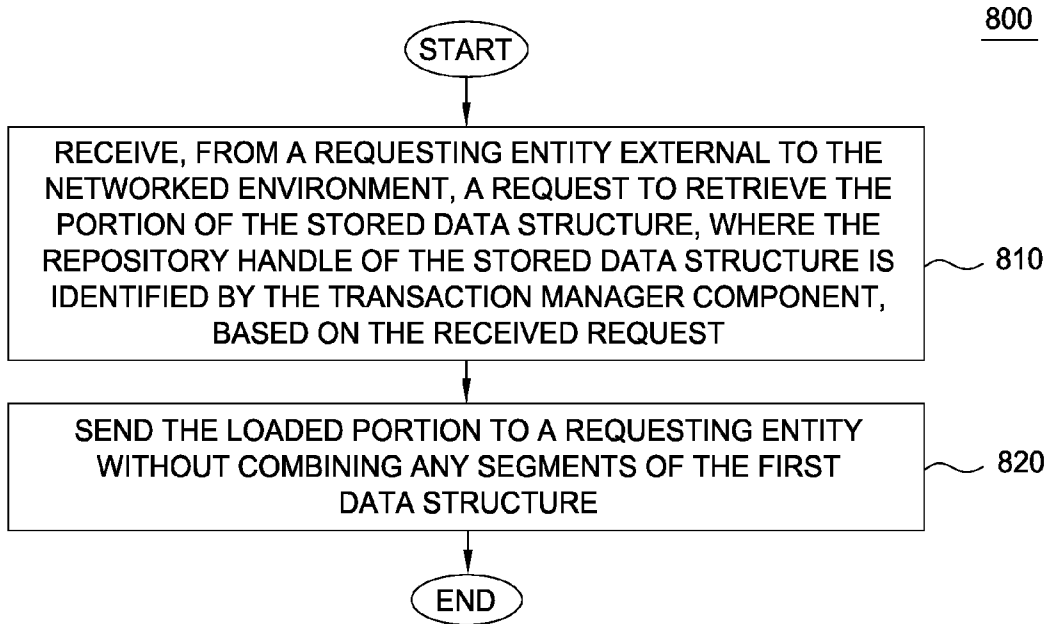 800
START
RECEIVE, FROM A REQUESTING ENTITY EXTERNAL TO THE
NETWORKED ENVIRONMENT, A REQUEST TO RETRIEVE THE
PORTION OF THE STORED DATA STRUCTURE, WHERE THE
REPOSITORY HANDLE OF THE STORED DATA STRUCTURE IS
IDENTIFIED BY THE TRANSACTION MANAGER COMPONENT,
BASED ON THE RECEIVED REQUEST
810
SEND THE LOADED PORTION TO A REQUESTING ENTITY
WITHOUT COMBINING ANY SEGMENTS OF THE FIRST
DATA STRUCTURE
820
END